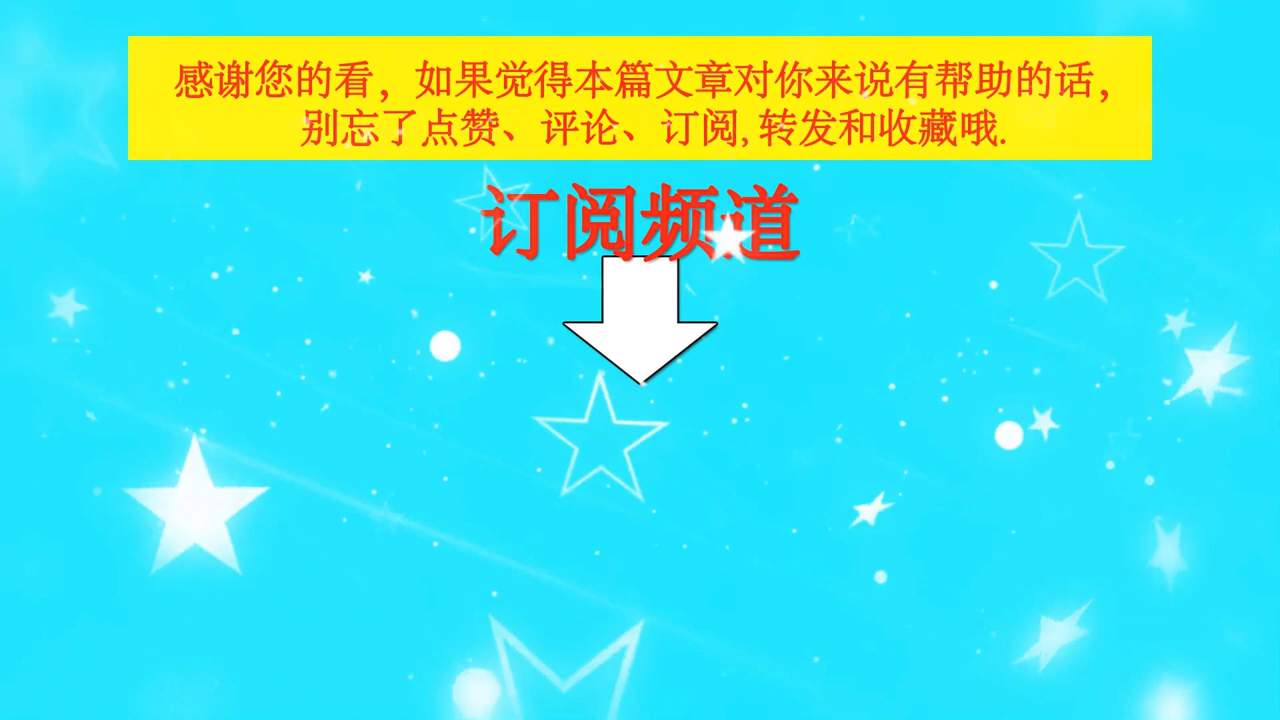 感谢您的看，如果觉得本篇文章对你来说有帮助的话，
别忘了点赞、评论、订阅,转发和收藏哦.
订阅频道